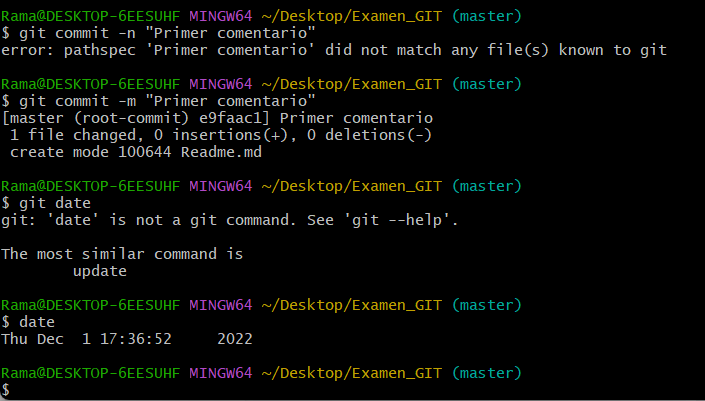 Rama@DESKTOP-6EESUHF MINGW64 ~/Desktop/Examen_GIT (master)
$ git commit -n "Primer comentario"
error: pathspec 'Primer comentario' did not match any file(s) known to git
Rama@DESKTOP-6EESUHF MINGW64 ~/Desktop/Examen_GIT (master)
$ git commit -m "Primer comentario"
[master (root-commit) e9faac1] Primer comentario
 1 file changed, 0 insertions(+), 0 deletions(-)
 create mode 100644 Readme.md
Rama@DESKTOP-6EESUHF MINGW64 ~/Desktop/Examen_GIT (master)
$ git date
git: 'date' is not a git command. See 'git --help'.
The most similar command is
        update
Rama@DESKTOP-6EESUHF MINGW64 ~/Desktop/Examen_GIT (master)
$ date
Thu Dec  1 17:36:52     2022
Rama@DESKTOP-6EESUHF MINGW64 ~/Desktop/Examen_GIT (master)
$